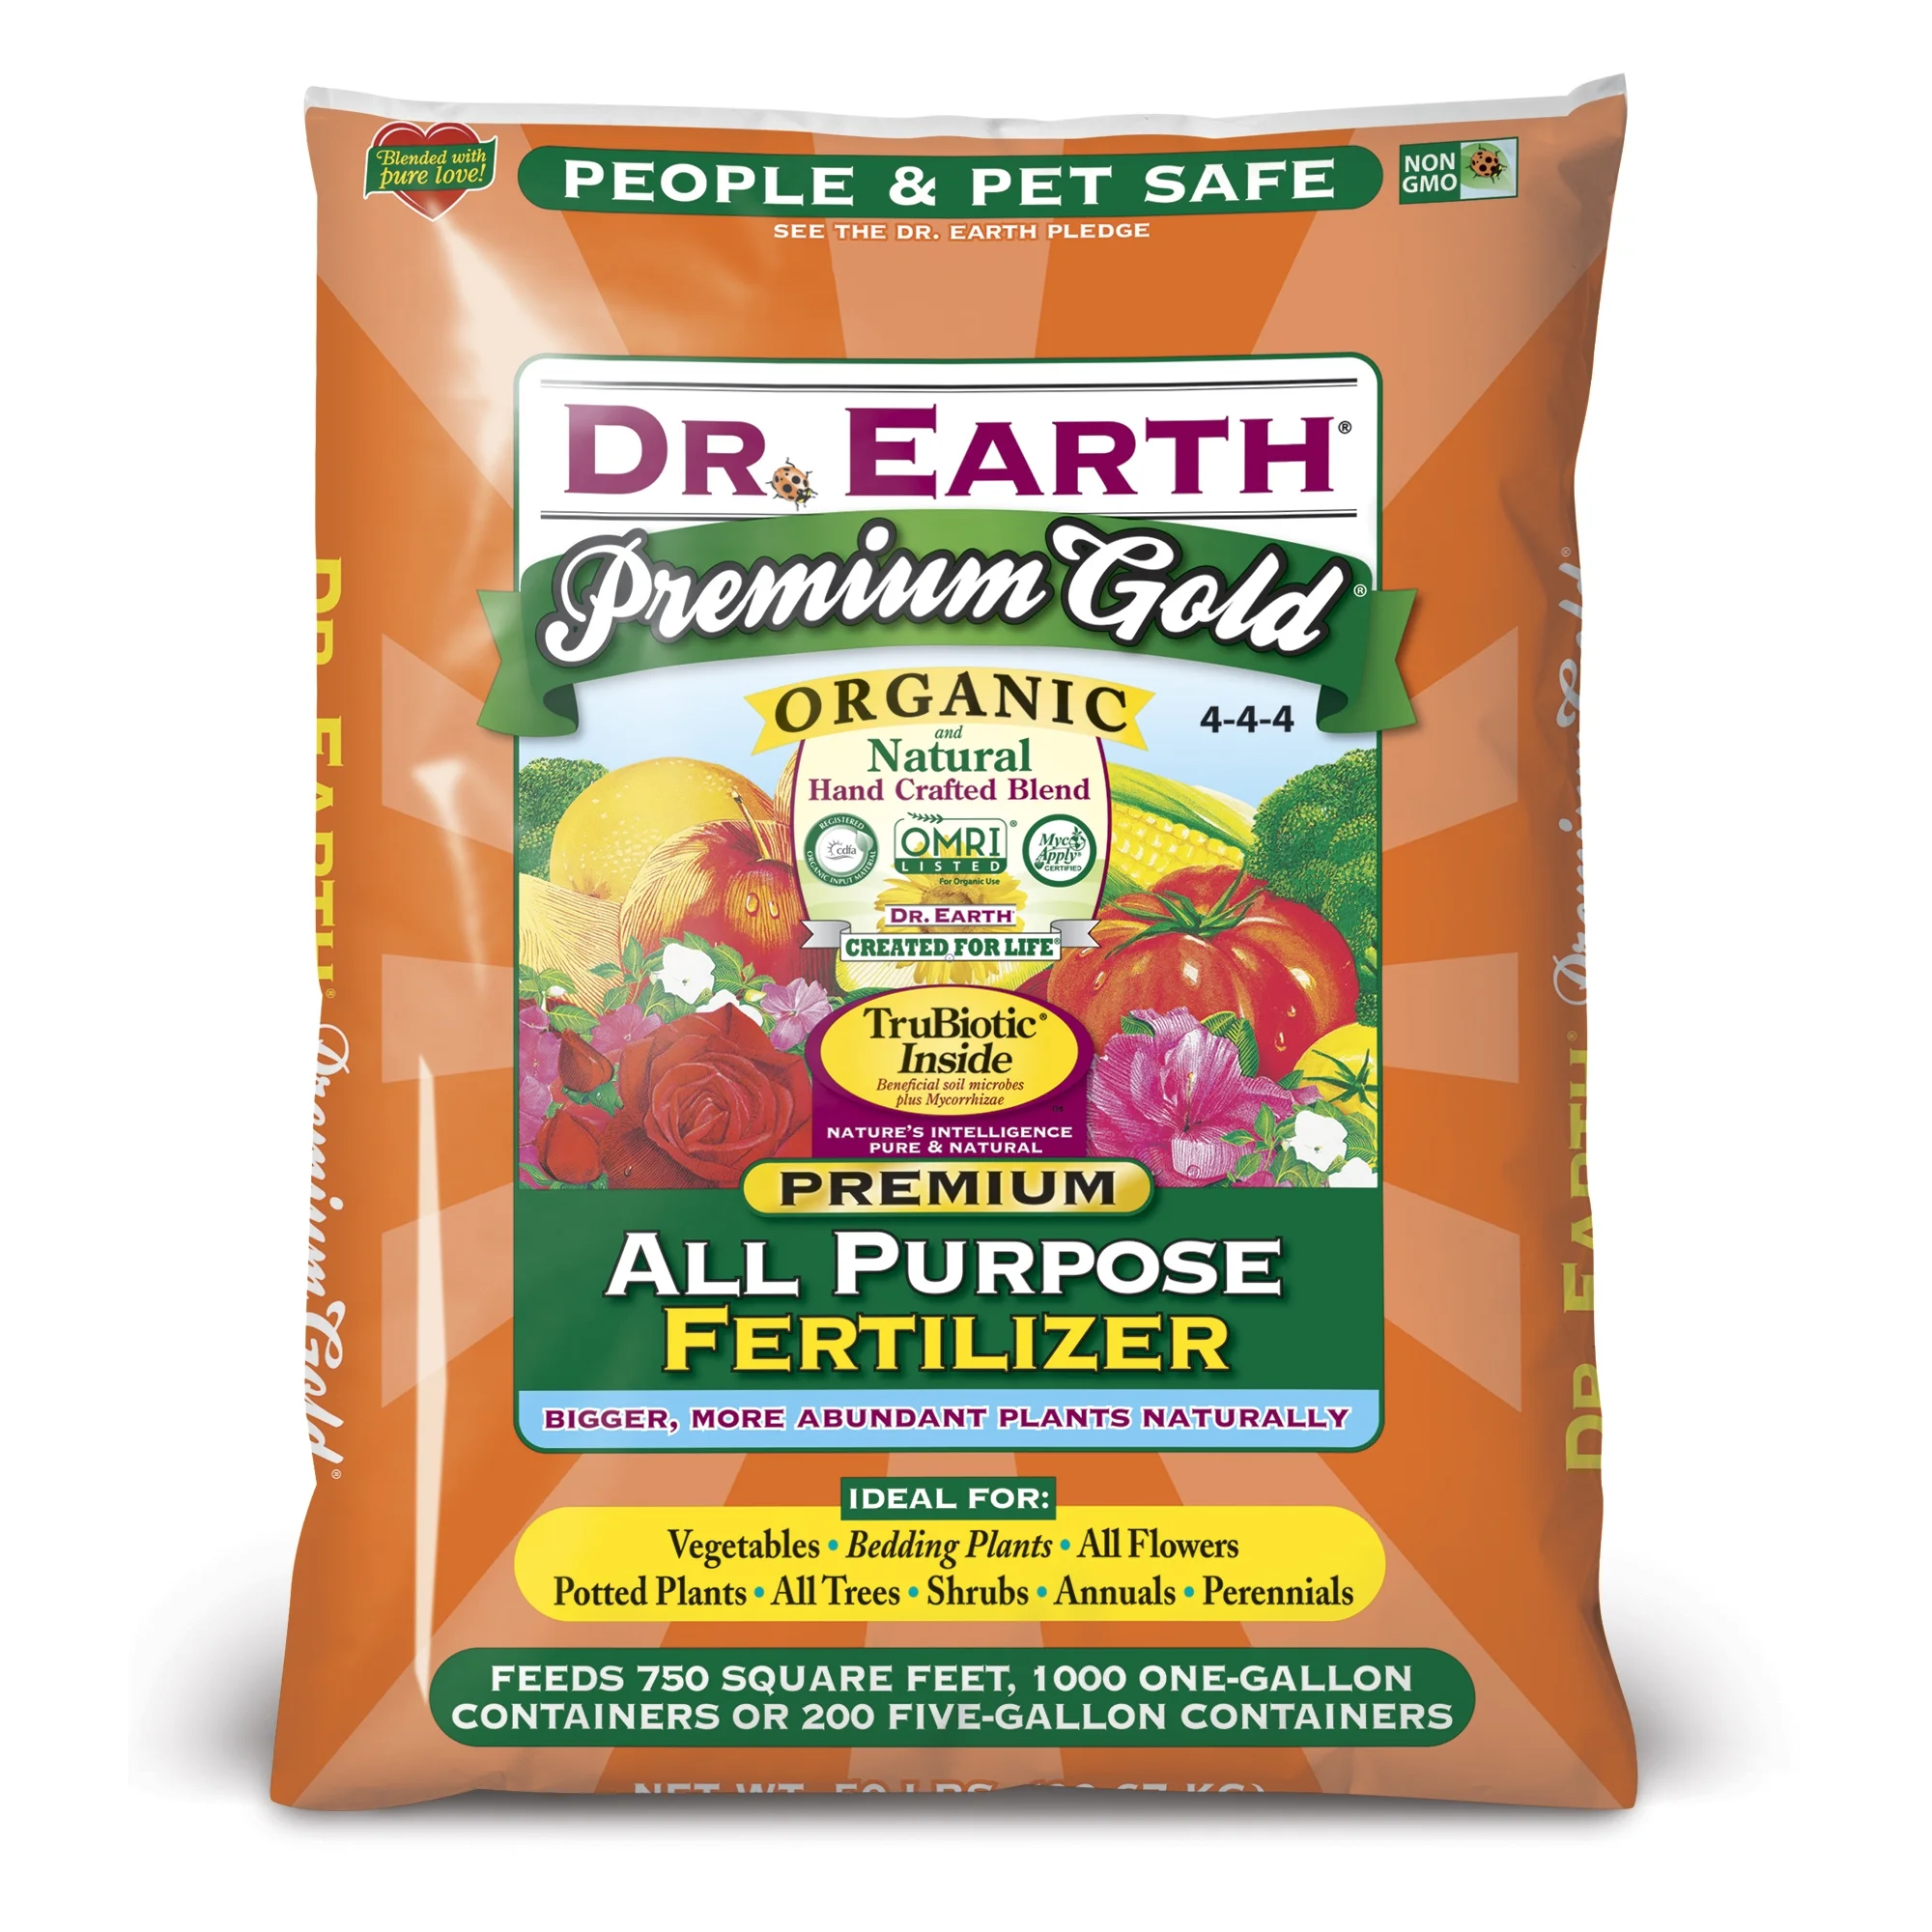 Blended with
pure love!
PEOPLE & PET SAFE
NON
GMO
SEE THE DR. EARTH PLEDGE
DR. EARTH®
Premium Gold®
ORGANIC
and
Natural
Hand Crafted Blend
4-4-4
REGISTERED
cdfa
ORGANIC INPUT MATERIAL
OMRI®
LISTED
For Organic Use
Myco
Apply®
CERTIFIED
DR. EARTH®
CREATED FOR LIFE®
TruBiotic®
Inside
Beneficial soil microbes
plus Mycorrhizae
NATURE'S INTELLIGENCE
PURE & NATURAL
PREMIUM
ALL PURPOSE
FERTILIZER
BIGGER, MORE ABUNDANT PLANTS NATURALLY
IDEAL FOR:
Vegetables • Bedding Plants • All Flowers
Potted Plants • All Trees • Shrubs • Annuals • Perennials
FEEDS 750 SQUARE FEET, 1000 ONE-GALLON
CONTAINERS OR 200 FIVE-GALLON CONTAINERS
NET WT. 50 LBS
DR. EARTH® Premium Gold®
DR. EARTH® Premium Gold®